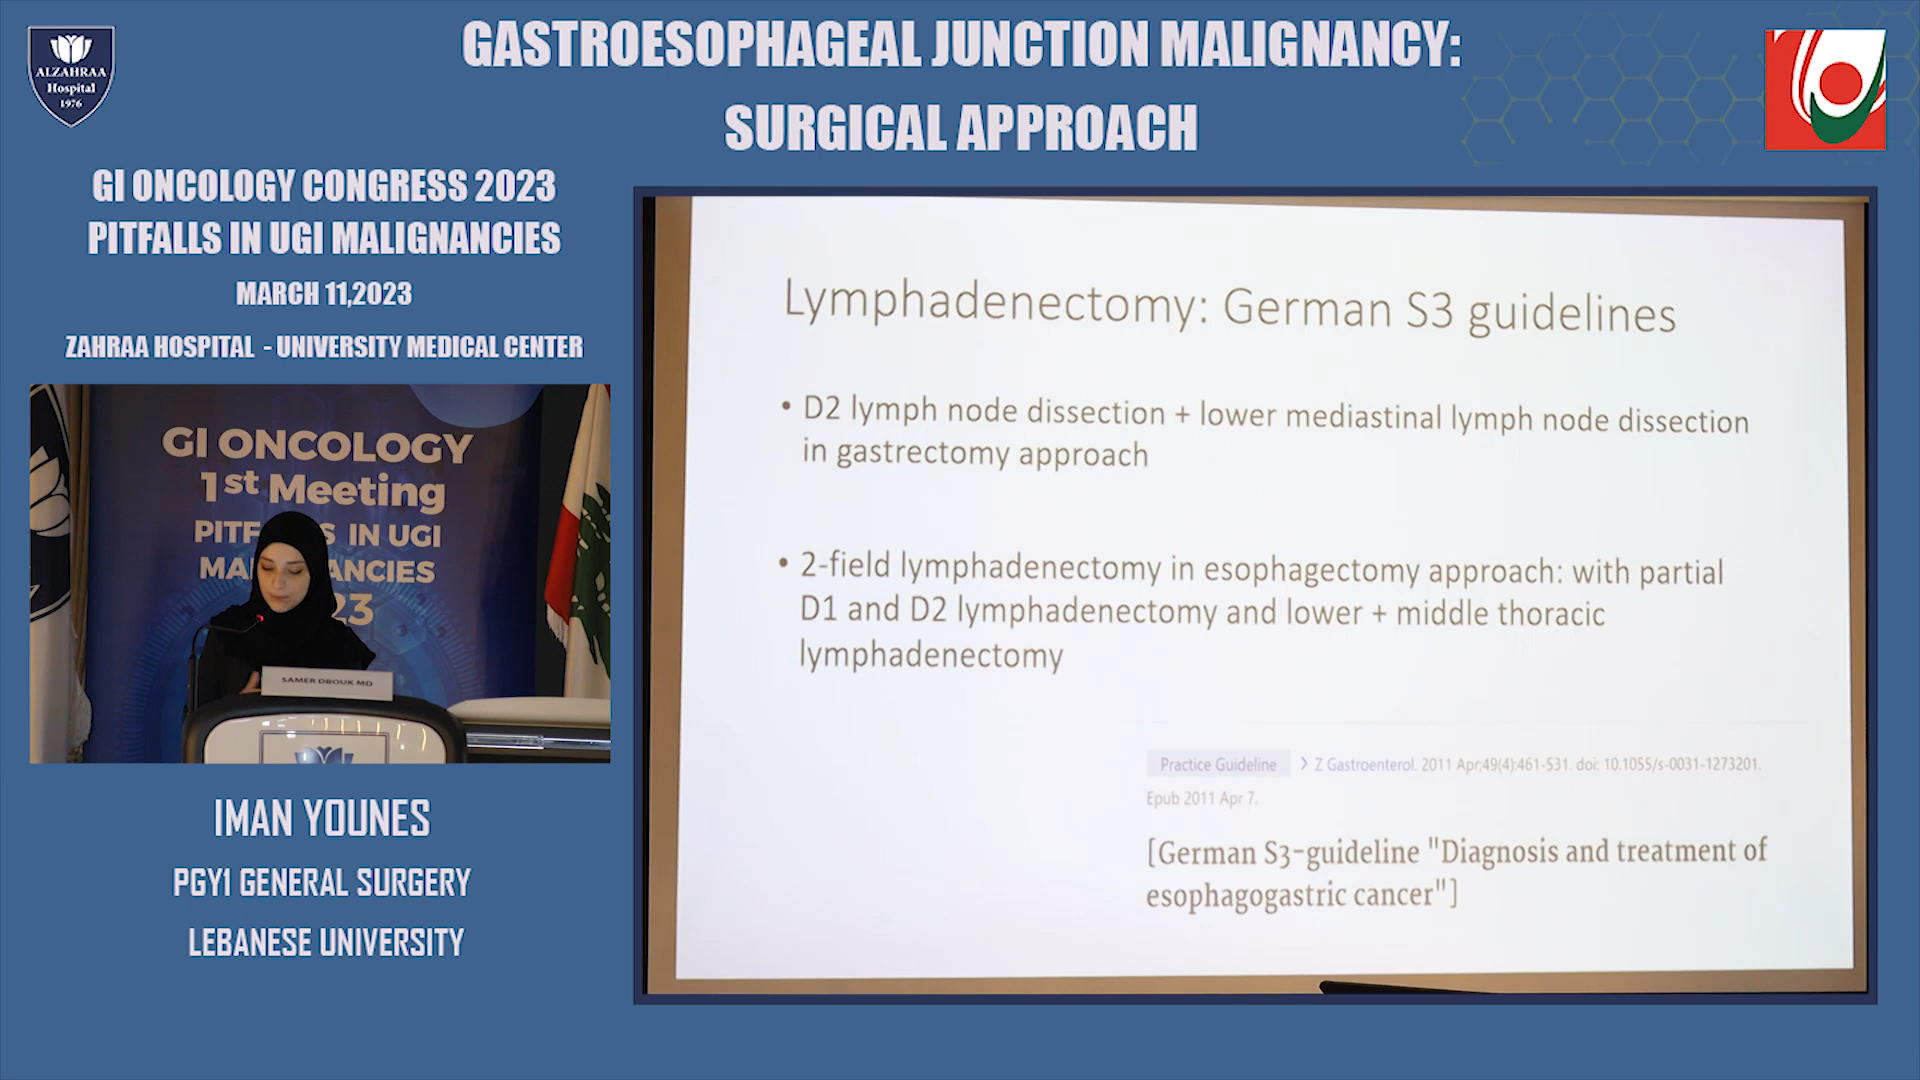 GASTROESOPHAGEAL JUNCTION MALIGNANCY:
SURGICAL APPROACH
ALZAHRAA
Hospital
1976
GI ONCOLOGY CONGRESS 2023
PITFALLS IN UGI MALIGNANCIES
MARCH 11,2023
ZAHRAA HOSPITAL - UNIVERSITY MEDICAL CENTER
GI ONCOLOGY
1st Meeting
IN UGI
SAMER DBOUK MD
IMAN YOUNES
PGY1 GENERAL SURGERY
LEBANESE UNIVERSITY
Lymphadenectomy: German S3 guidelines
• D2 lymph node dissection + lower mediastinal lymph node dissection
in gastrectomy approach
• 2-field lymphadenectomy in esophagectomy approach: with partial
D1 and D2 lymphadenectomy and lower + middle thoracic
lymphadenectomy
Practice Guideline > Z Gastroenterol. 2011 Apr;49(4):461-531. doi: 10.1055/s-0031-1273201.
Epub 2011 Apr 7.
[German S3-guideline "Diagnosis and treatment of
esophagogastric cancer"]